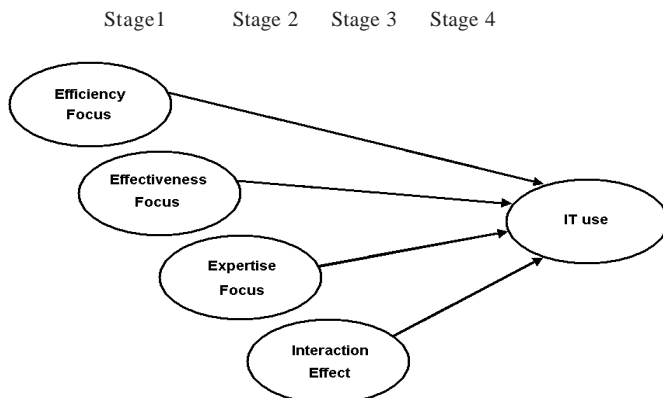 Stage1 Stage 2 Stage 3 Stage 4
Efficiency
Focus
Effectiveness
Focus
IT use
Expertise
Focus
Interaction
Effect